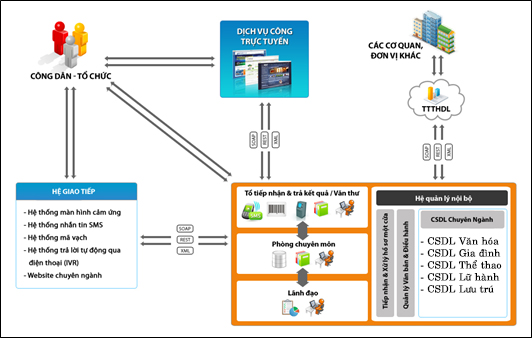 CÔNG DÂN - TỔ CHỨC
DỊCH VỤ CÔNG
TRỰC TUYẾN
CÁC CƠ QUAN,
ĐƠN VỊ KHÁC
TTTHDL
SOAP
REST
XML
SOAP
REST
XML
HỆ GIAO TIẾP
- Hệ thống màn hình cảm ứng
- Hệ thống nhắn tin SMS
- Hệ thống mã vạch
- Hệ thống trả lời tự động qua
điện thoại (IVR)
- Website chuyên ngành
SOAP
REST
XML
Tổ tiếp nhận & trả kết quả / Văn thư
SMS
Phòng chuyên môn
Lãnh đạo
Hệ quản lý nội bộ
Tiếp nhận & Xử lý hồ sơ một cửa
Quản lý Văn bản & Điều hành
CSDL Chuyên Ngành
- CSDL Văn hóa
- CSDL Gia đình
- CSDL Thể thao
- CSDL Lữ hành
- CSDL Lưu trú